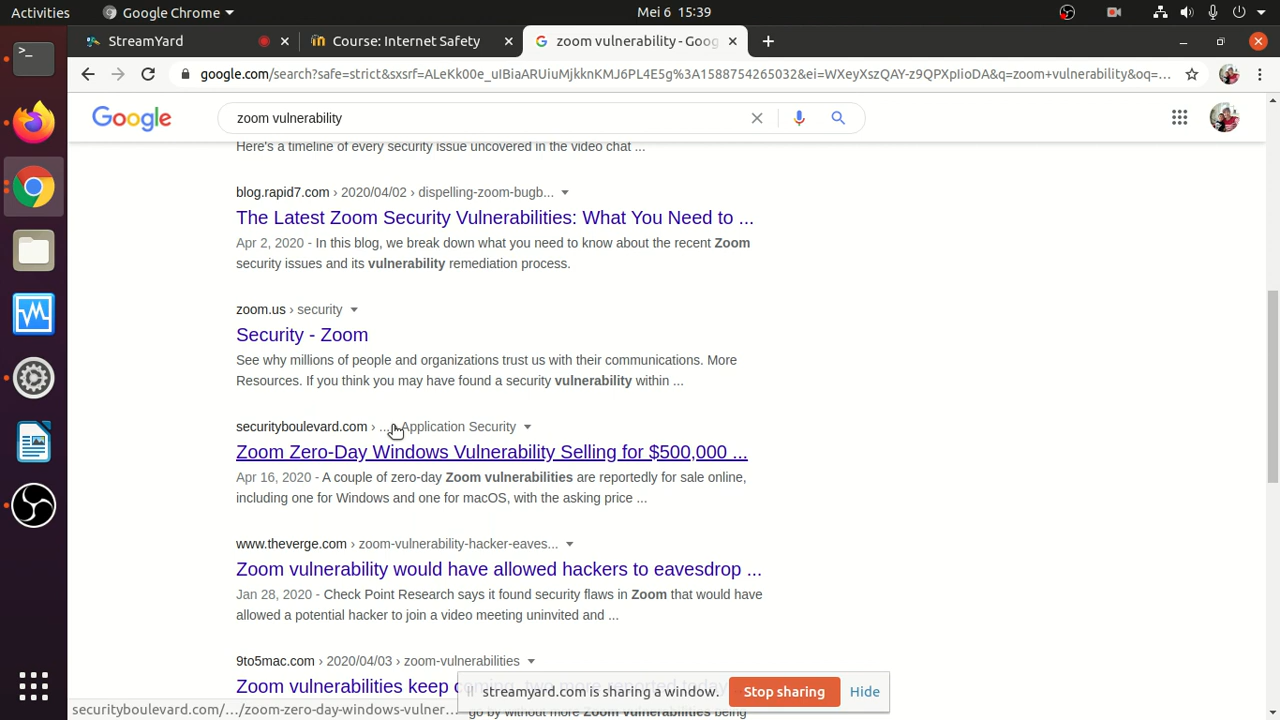 Activities
Google Chrome
Mei 6 15:39
StreamYard
Course: Internet Safety
zoom vulnerability - Goog
google.com/search?safe=strict&sxsrf=ALeKk00e_uIBiaARUiuMjkknKMJ6PL4E5g%3A1588754265032&ei=WXeyXszQAY-z9QPXpIioDA&q=zoom+vulnerability&oq=...
Google
zoom vulnerability
Here's a timeline of every security issue uncovered in the video chat ...
blog.rapid7.com › 2020/04/02 › dispelling-zoom-bugb...
The Latest Zoom Security Vulnerabilities: What You Need to ...
Apr 2, 2020 - In this blog, we break down what you need to know about the recent Zoom
security issues and its vulnerability remediation process.
zoom.us › security
Security - Zoom
See why millions of people and organizations trust us with their communications. More
Resources. If you think you may have found a security vulnerability within ...
securityboulevard.com › ... Application Security
Zoom Zero-Day Windows Vulnerability Selling for $500,000 ...
Apr 16, 2020 - A couple of zero-day Zoom vulnerabilities are reportedly for sale online,
including one for Windows and one for macOS, with the asking price ...
www.theverge.com › zoom-vulnerability-hacker-eaves...
Zoom vulnerability would have allowed hackers to eavesdrop ...
Jan 28, 2020 - Check Point Research says it found security flaws in Zoom that would have
allowed a potential hacker to join a video meeting uninvited and ...
9to5mac.com › 2020/04/03 › zoom-vulnerabilities
Zoom vulnerabilities keep coming, two more reported today
streamyard.com is sharing a window.
Stop sharing
Hide
securityboulevard.com/.../zoom-zero-day-windows-vulner...
go by without more Zoom vulnerabilities being